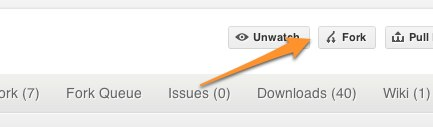 Unwatch Fork Pull
ork (7) Fork Queue Issues (0) Downloads (40) Wiki (1)